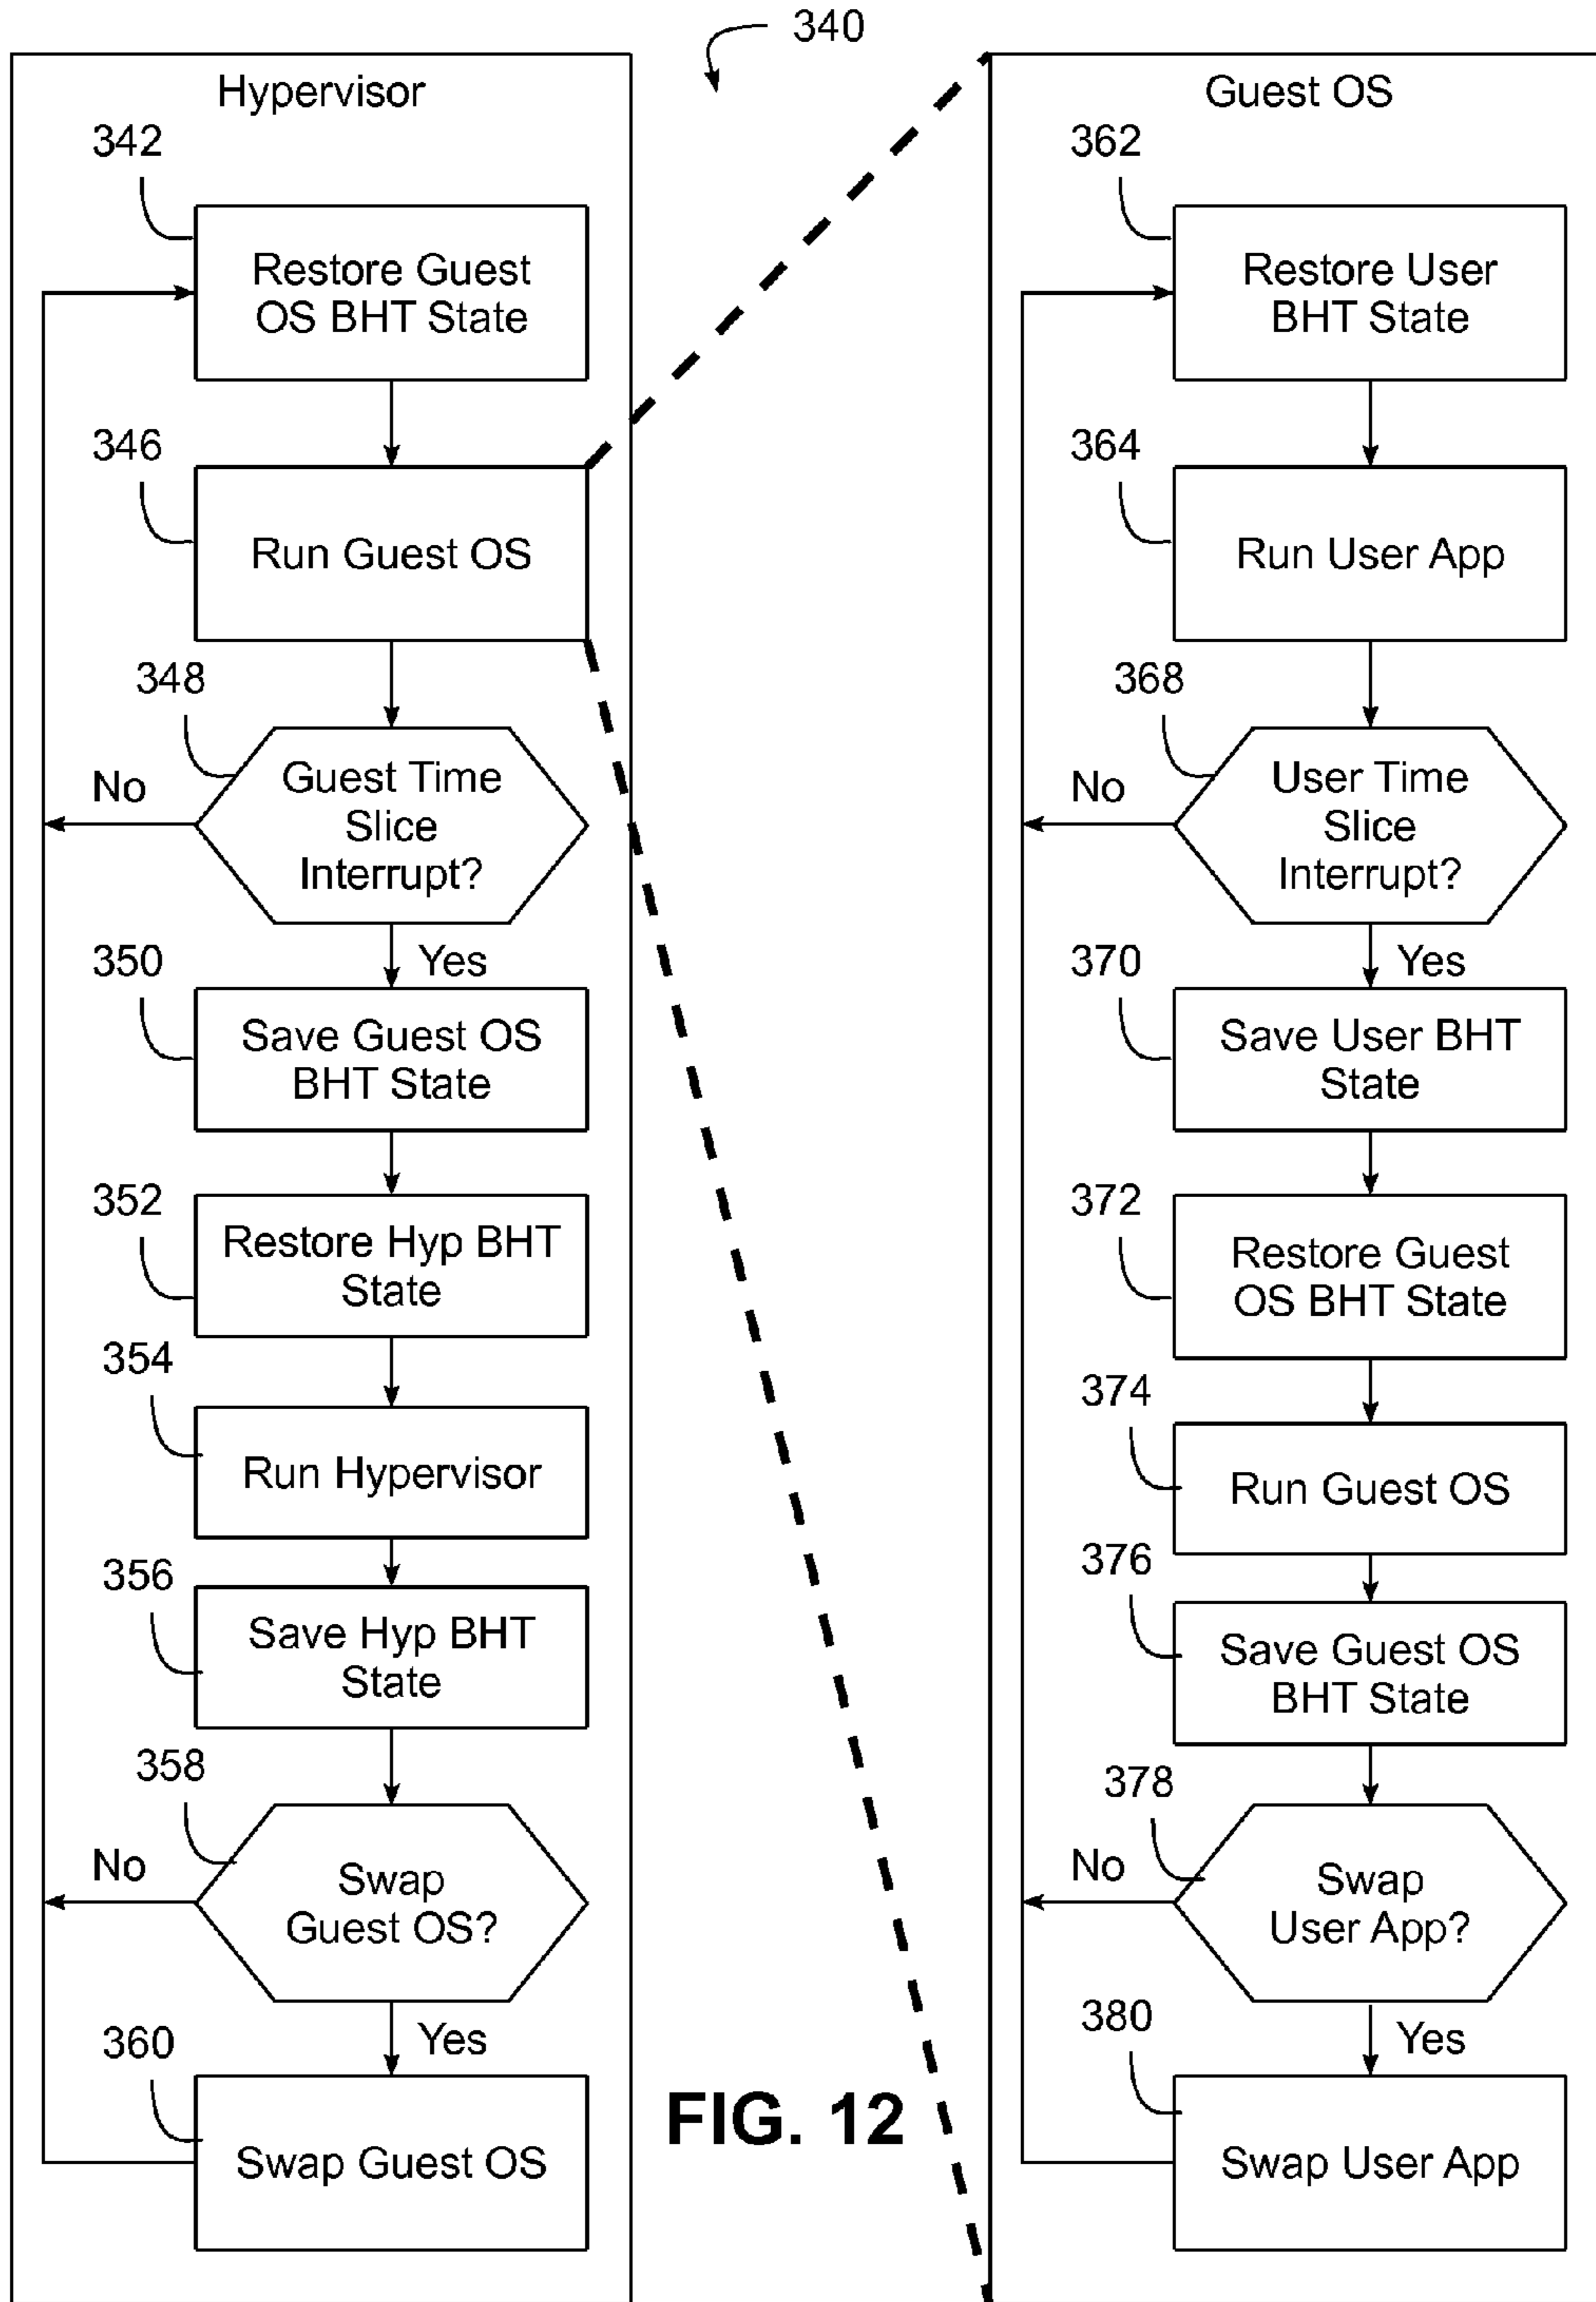 340
Hypervisor
342
Restore Guest
OS BHT State
346
Run Guest OS
348
Guest Time
Slice
Interrupt?
No
Yes
350
Save Guest OS
BHT State
352
Restore Hyp BHT
State
354
Run Hypervisor
356
Save Hyp BHT
State
358
Swap
Guest OS?
No
Yes
360
Swap Guest OS
Guest OS
362
Restore User
BHT State
364
Run User App
368
User Time
Slice
Interrupt?
No
Yes
370
Save User BHT
State
372
Restore Guest
OS BHT State
374
Run Guest OS
376
Save Guest OS
BHT State
378
Swap
User App?
No
Yes
380
Swap User App
FIG. 12